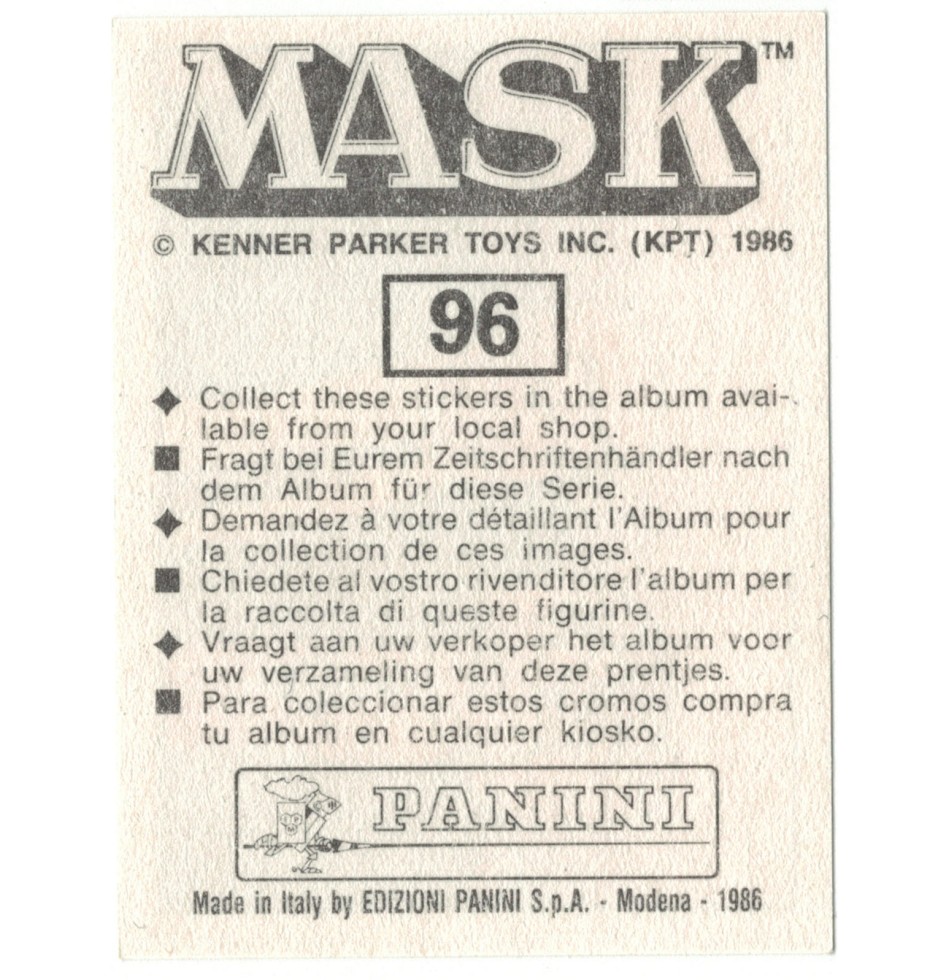 MASK™
© KENNER PARKER TOYS INC. (KPT) 1986
96
◆ Collect these stickers in the album avai-
lable from your local shop.
■ Fragt bei Eurem Zeitschriftenhändler nach
dem Album für diese Serie.
◆ Demandez à votre détaillant l'Album pour
la collection de ces images.
■ Chiedete al vostro rivenditore l'album per
la raccolta di queste figurine.
◆ Vraagt aan uw verkoper het album voor
uw verzameling van deze prentjes.
■ Para coleccionar estos cromos compra
tu album en cualquier kiosko.
PANINI
Made in Italy by EDIZIONI PANINI S.p.A. - Modena - 1986